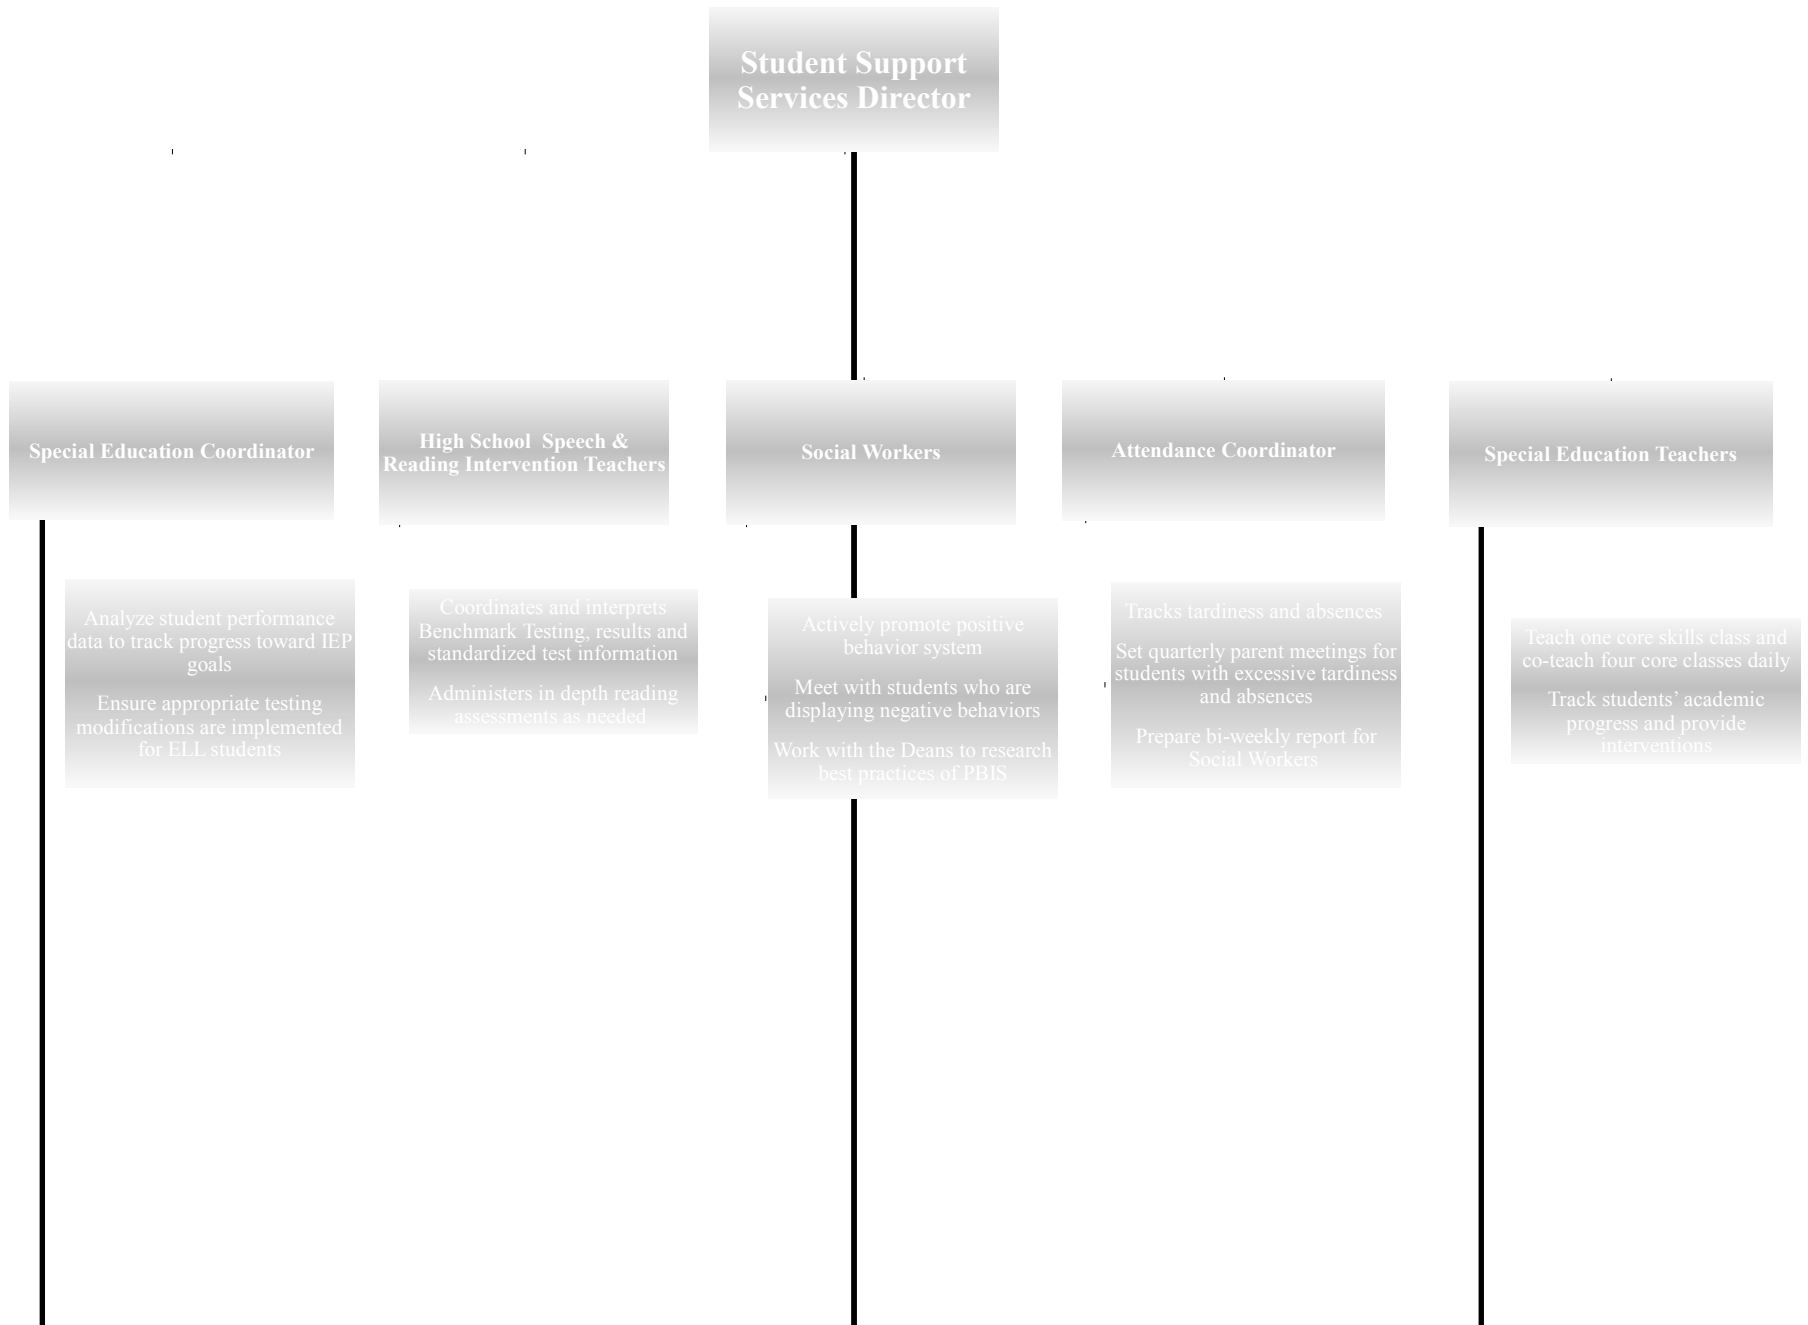 Student Support
Services Director
Special Education Coordinator
High School  Speech &
Reading Intervention Teachers
Social Workers
Attendance Coordinator
Special Education Teachers
Analyze student performance
data to track progress toward IEP
goals
Ensure appropriate testing
modifications are implemented
for ELL students
Coordinates and interprets
Benchmark Testing, results and
standardized test information
Administers in depth reading
assessments as needed
Actively promote positive
behavior system
Meet with students who are
displaying negative behaviors
Work with the Deans to research
best practices of PBIS
Tracks tardiness and absences
Set quarterly parent meetings for
students with excessive tardiness
and absences
Prepare bi-weekly report for
Social Workers
Teach one core skills class and
co-teach four core classes daily
Track students’ academic
progress and provide
interventions